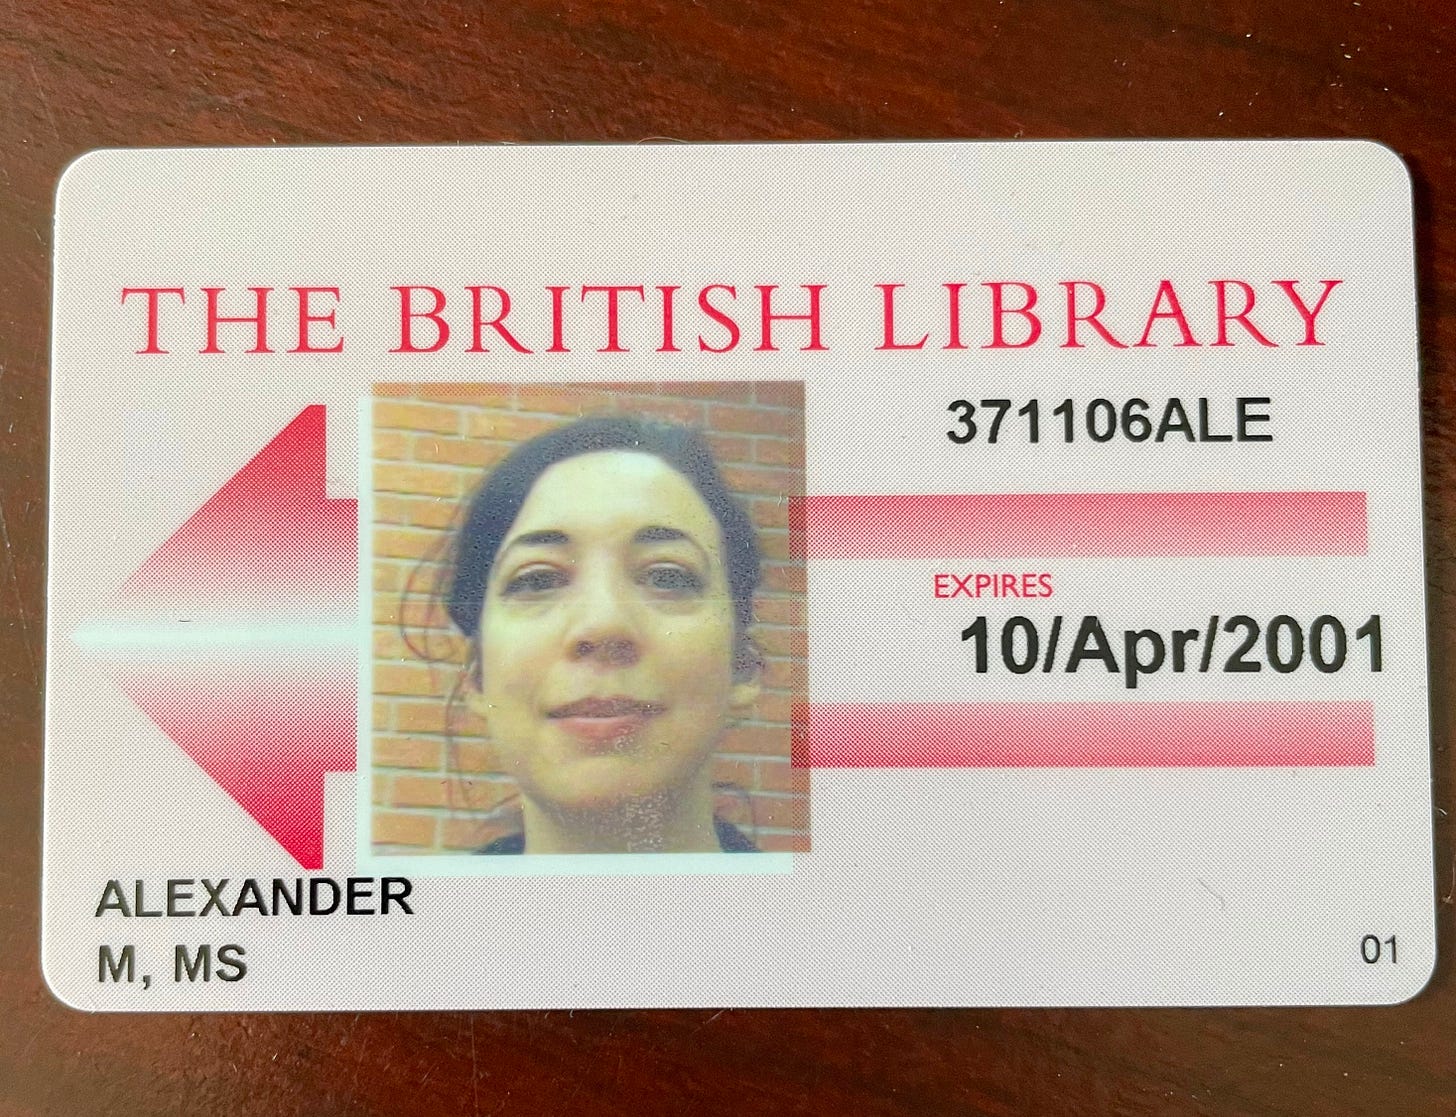 THE BRITISH LIBRARY
371106ALE
EXPIRES
10/Apr/2001
ALEXANDER
M, MS
01